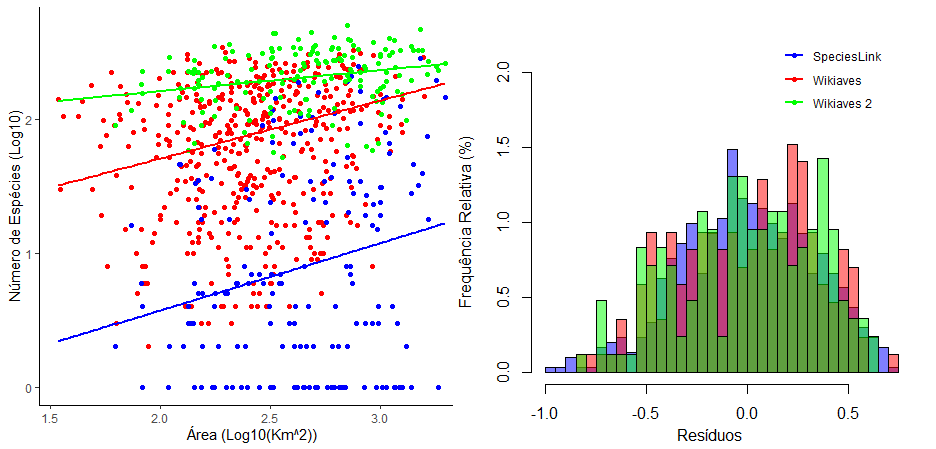 Número de Espécies (Log10)
2
1
0
1.5 2.0 2.5 3.0
Área (Log10(Km^2))
Frequência Relativa (%)
2.0
1.5
1.0
0.5
0.0
-1.0 -0.5 0.0 0.5
Resíduos
SpeciesLink
Wikiaves
Wikiaves 2